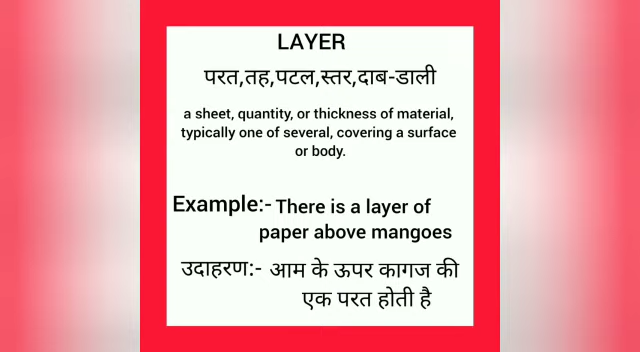 LAYER
परत,तह,पटल,स्तर,दाब-डाली
a sheet, quantity, or thickness of material,
typically one of several, covering a surface
or body.
Example:- There is a layer of
paper above mangoes
उदाहरण:- आम के ऊपर कागज की
एक परत होती है